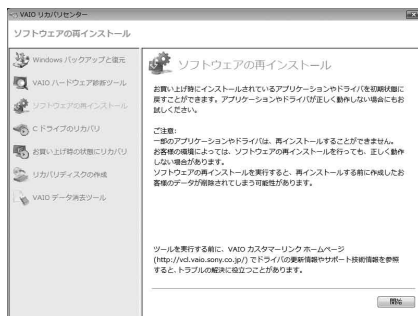 VAIO リカバリセンター
ソフトウェアの再インストール
Windows バックアップと復元
VAIO ハードウェア診断ツール
ソフトウェアの再インストール
C ドライブのリカバリ
お買い上げ時の状態にリカバリ
リカバリディスクの作成
VAIO データ消去ツール
ソフトウェアの再インストール
お買い上げ時にインストールされているアプリケーションやドライバを初期状態に
戻すことができます。アプリケーションやドライバが正しく動作しない場合にもお
試しください。
ご注意:
一部のアプリケーションやドライバは、再インストールすることができません。
お客様の環境によっては、ソフトウェアの再インストールを行っても、正しく動作
しない場合があります。
ソフトウェアの再インストールを実行すると、再インストールする前に作成したお
客様のデータが削除されてしまう可能性があります。
ツールを実行する前に、VAIO カスタマーリンク ホームページ
(http://vcl.vaio.sony.co.jp/) でドライバの更新情報やサポート技術情報を参照
すると、トラブルの解決に役立つことがあります。
開始